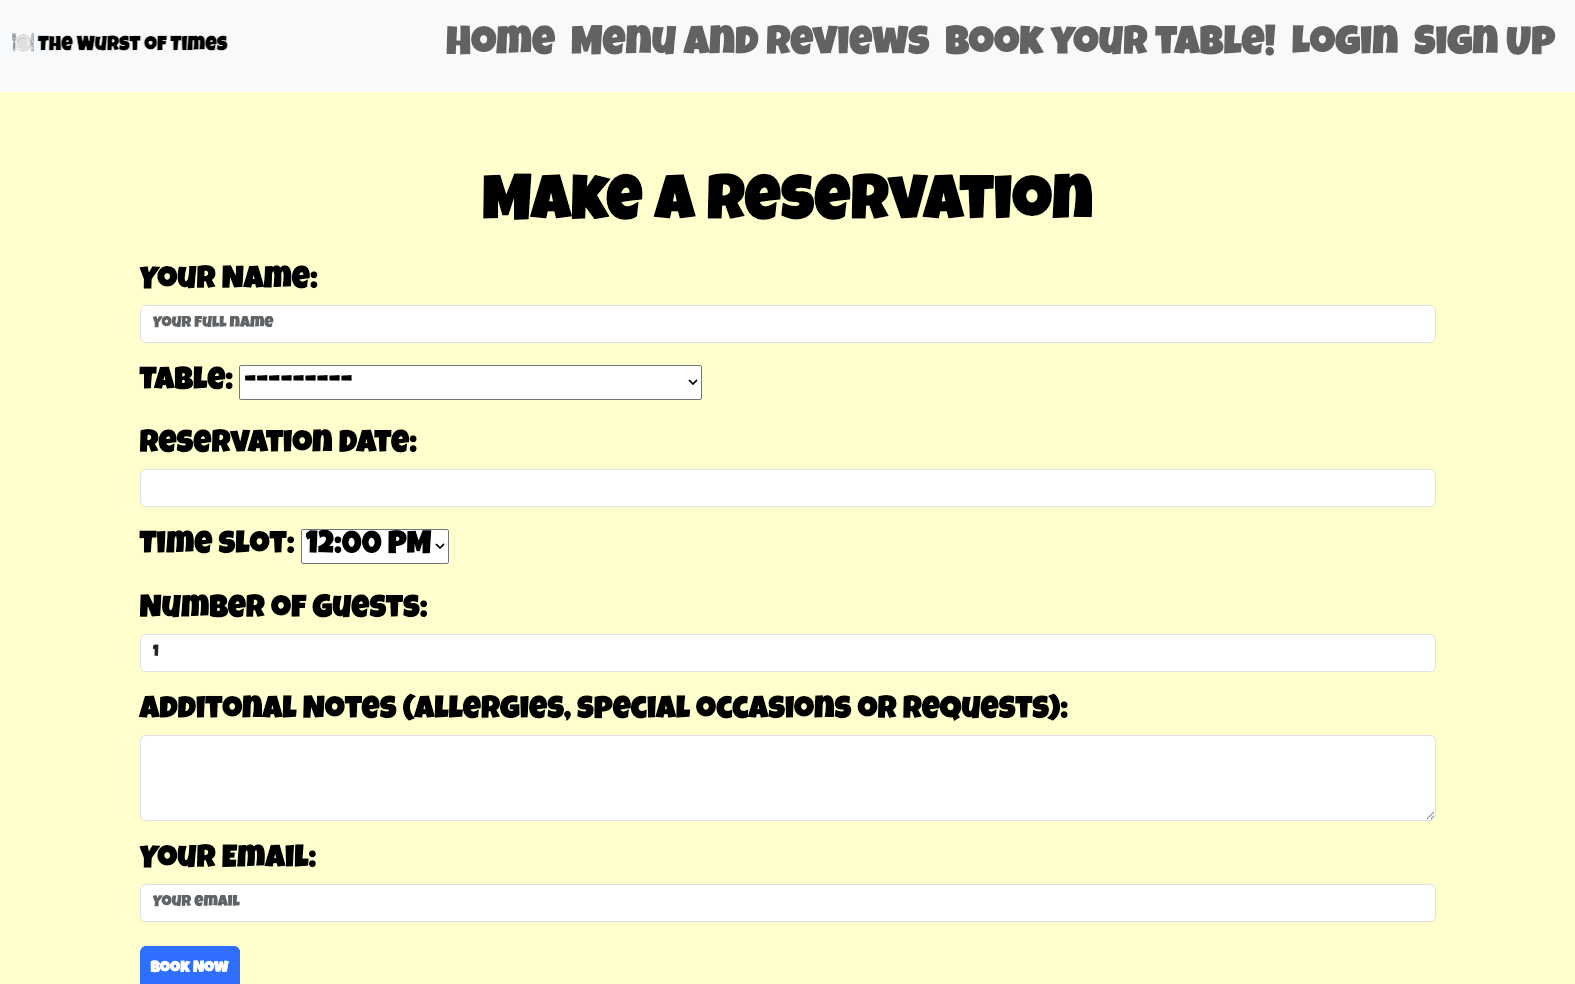 The Wurst of Times
Home Menu and Reviews Book Your Table! Login Sign Up
Make a Reservation
Your Name:
Your full name
Table: ---------
Reservation Date:
Time Slot: 12:00 PM
Number of Guests:
1
Additonal Notes (Allergies, Special Occasions or Requests):
Your Email:
Your email
Book Now